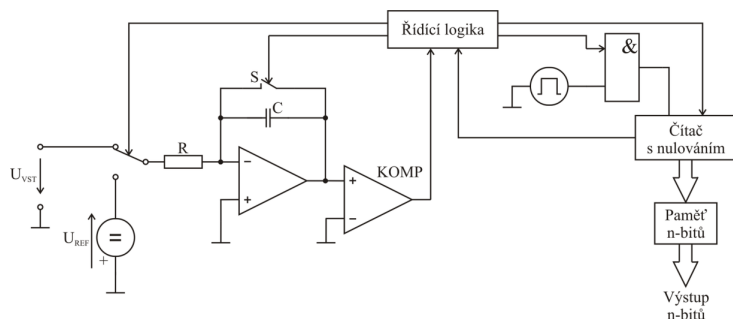 Řídící logika
&
S
C
R
KOMP
Čítač
s nulováním
U_VST
−
+
+
−
U_REF
=
+
Paměť
n-bitů
Výstup
n-bitů